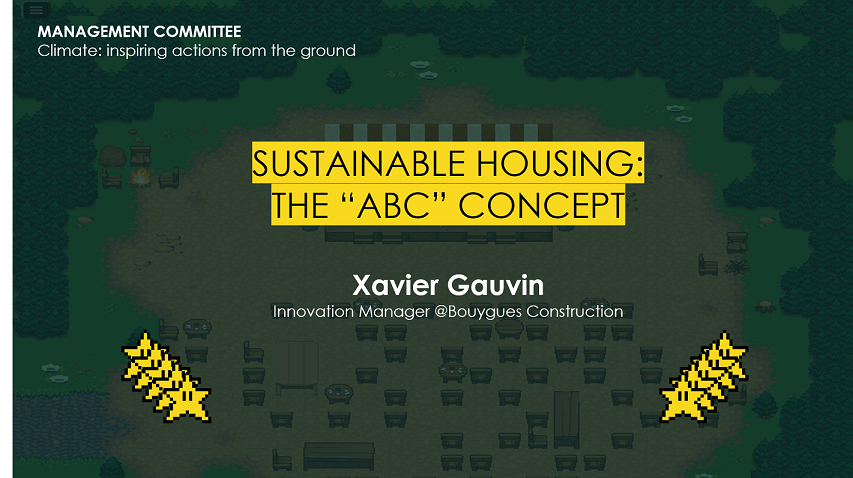 MANAGEMENT COMMITTEE
Climate: inspiring actions from the ground
SUSTAINABLE HOUSING:
THE “ABC” CONCEPT
Xavier Gauvin
Innovation Manager @Bouygues Construction